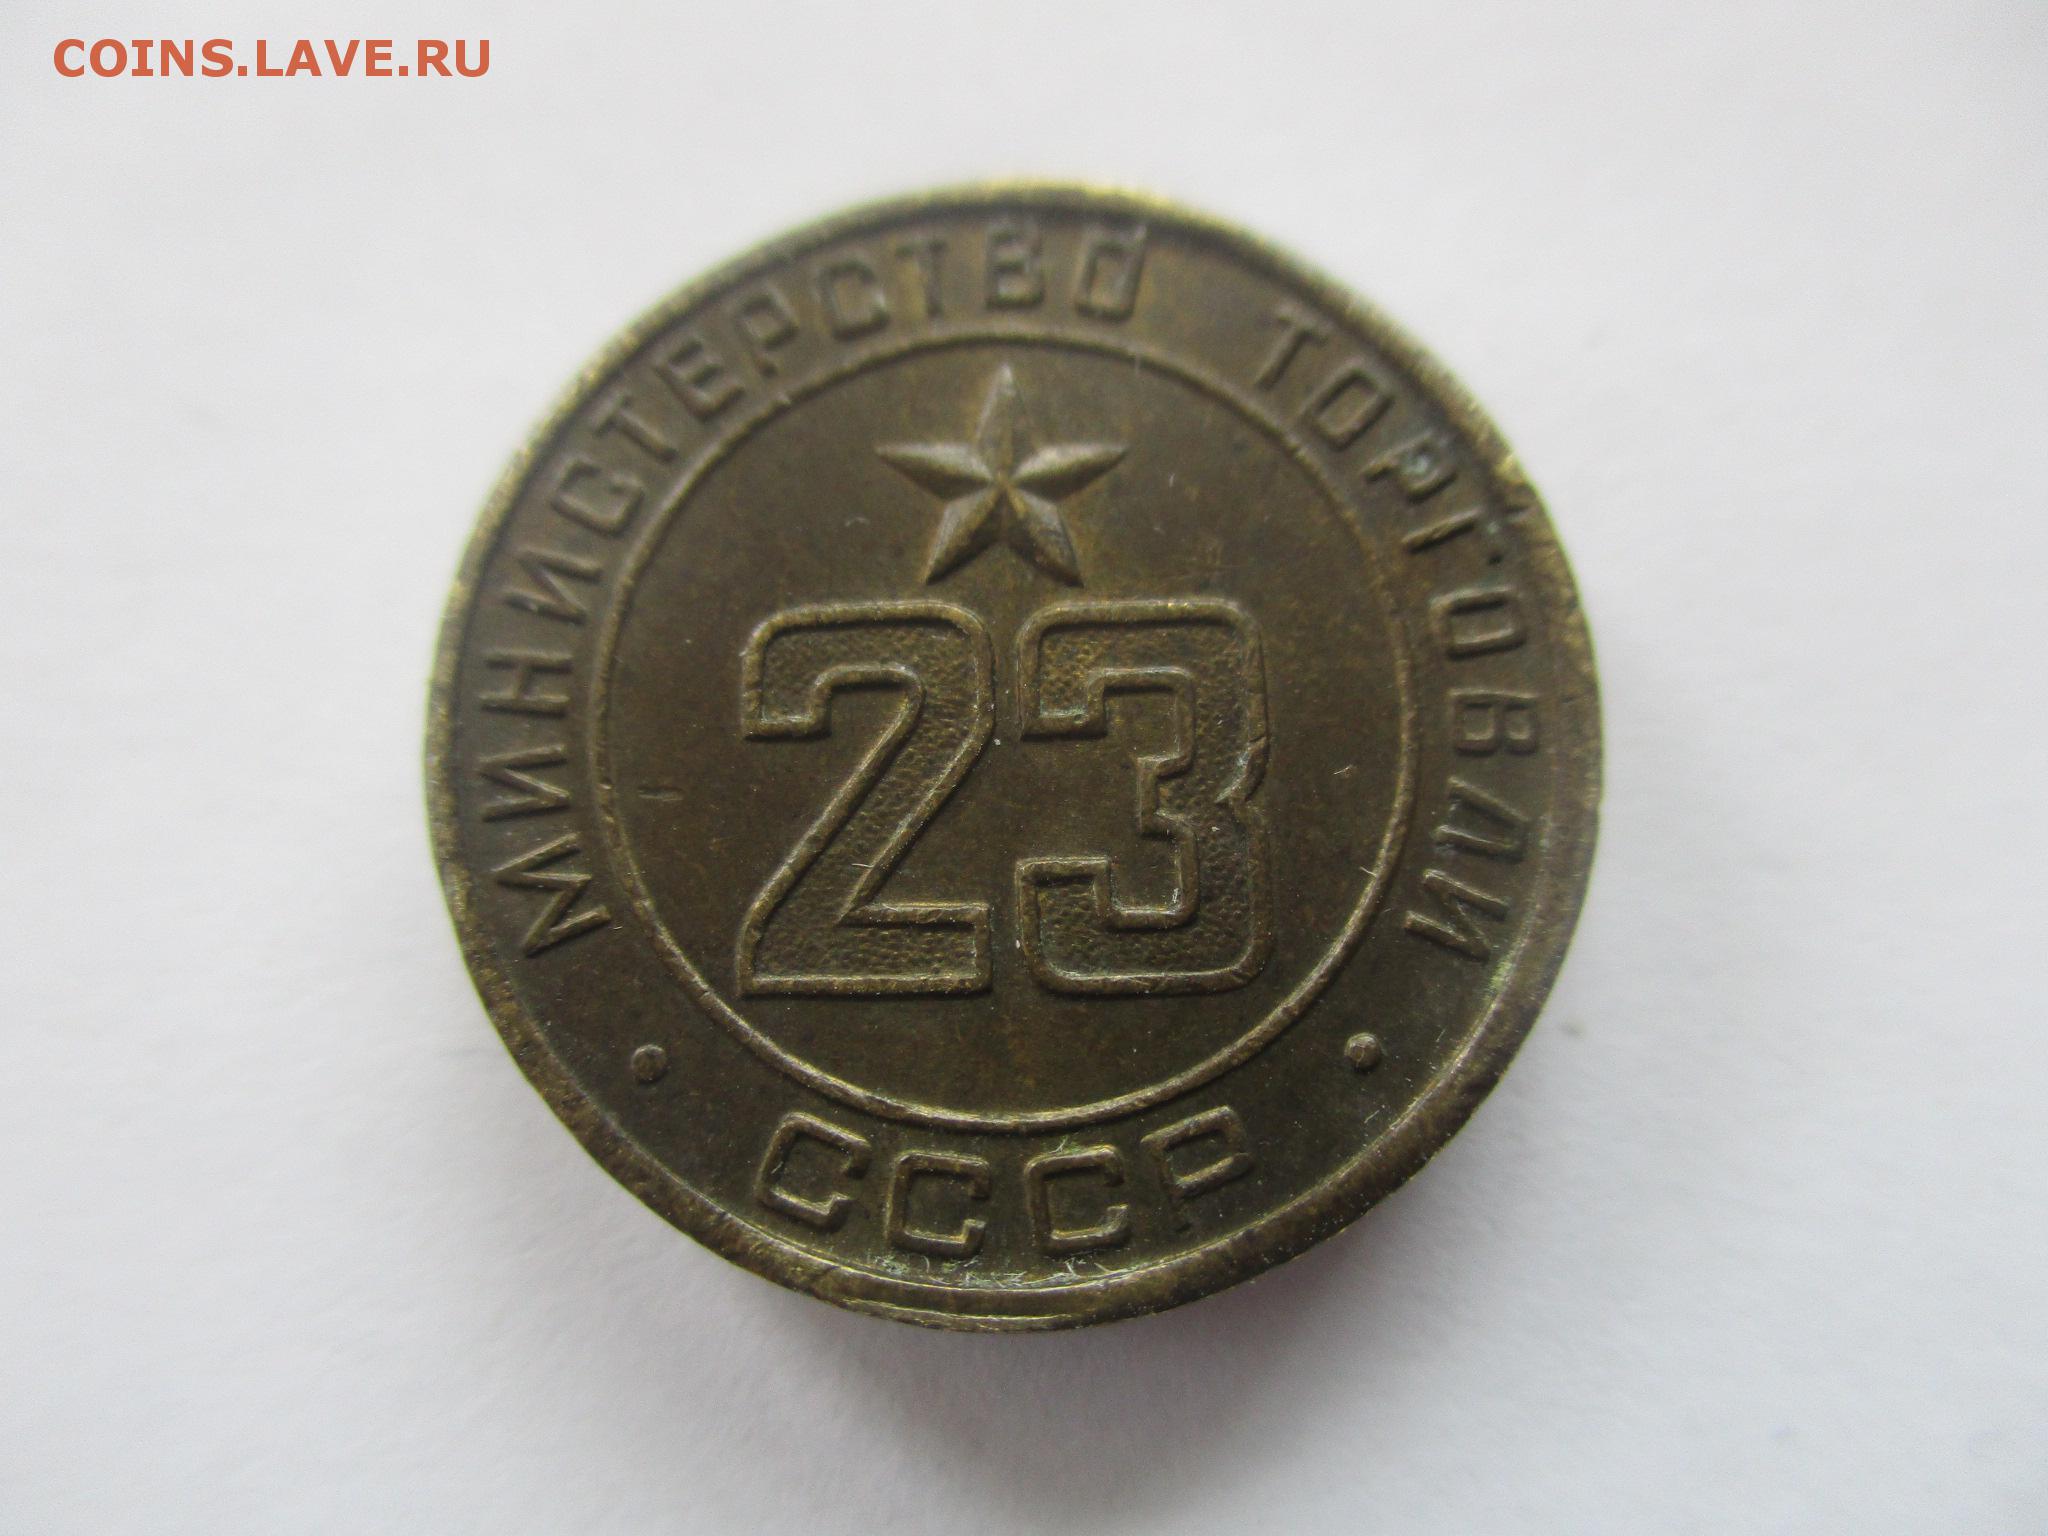 COINS.LAVE.RU
МИНИСТЕРСТВО ТОРГОВЛИ
23
• СССР •